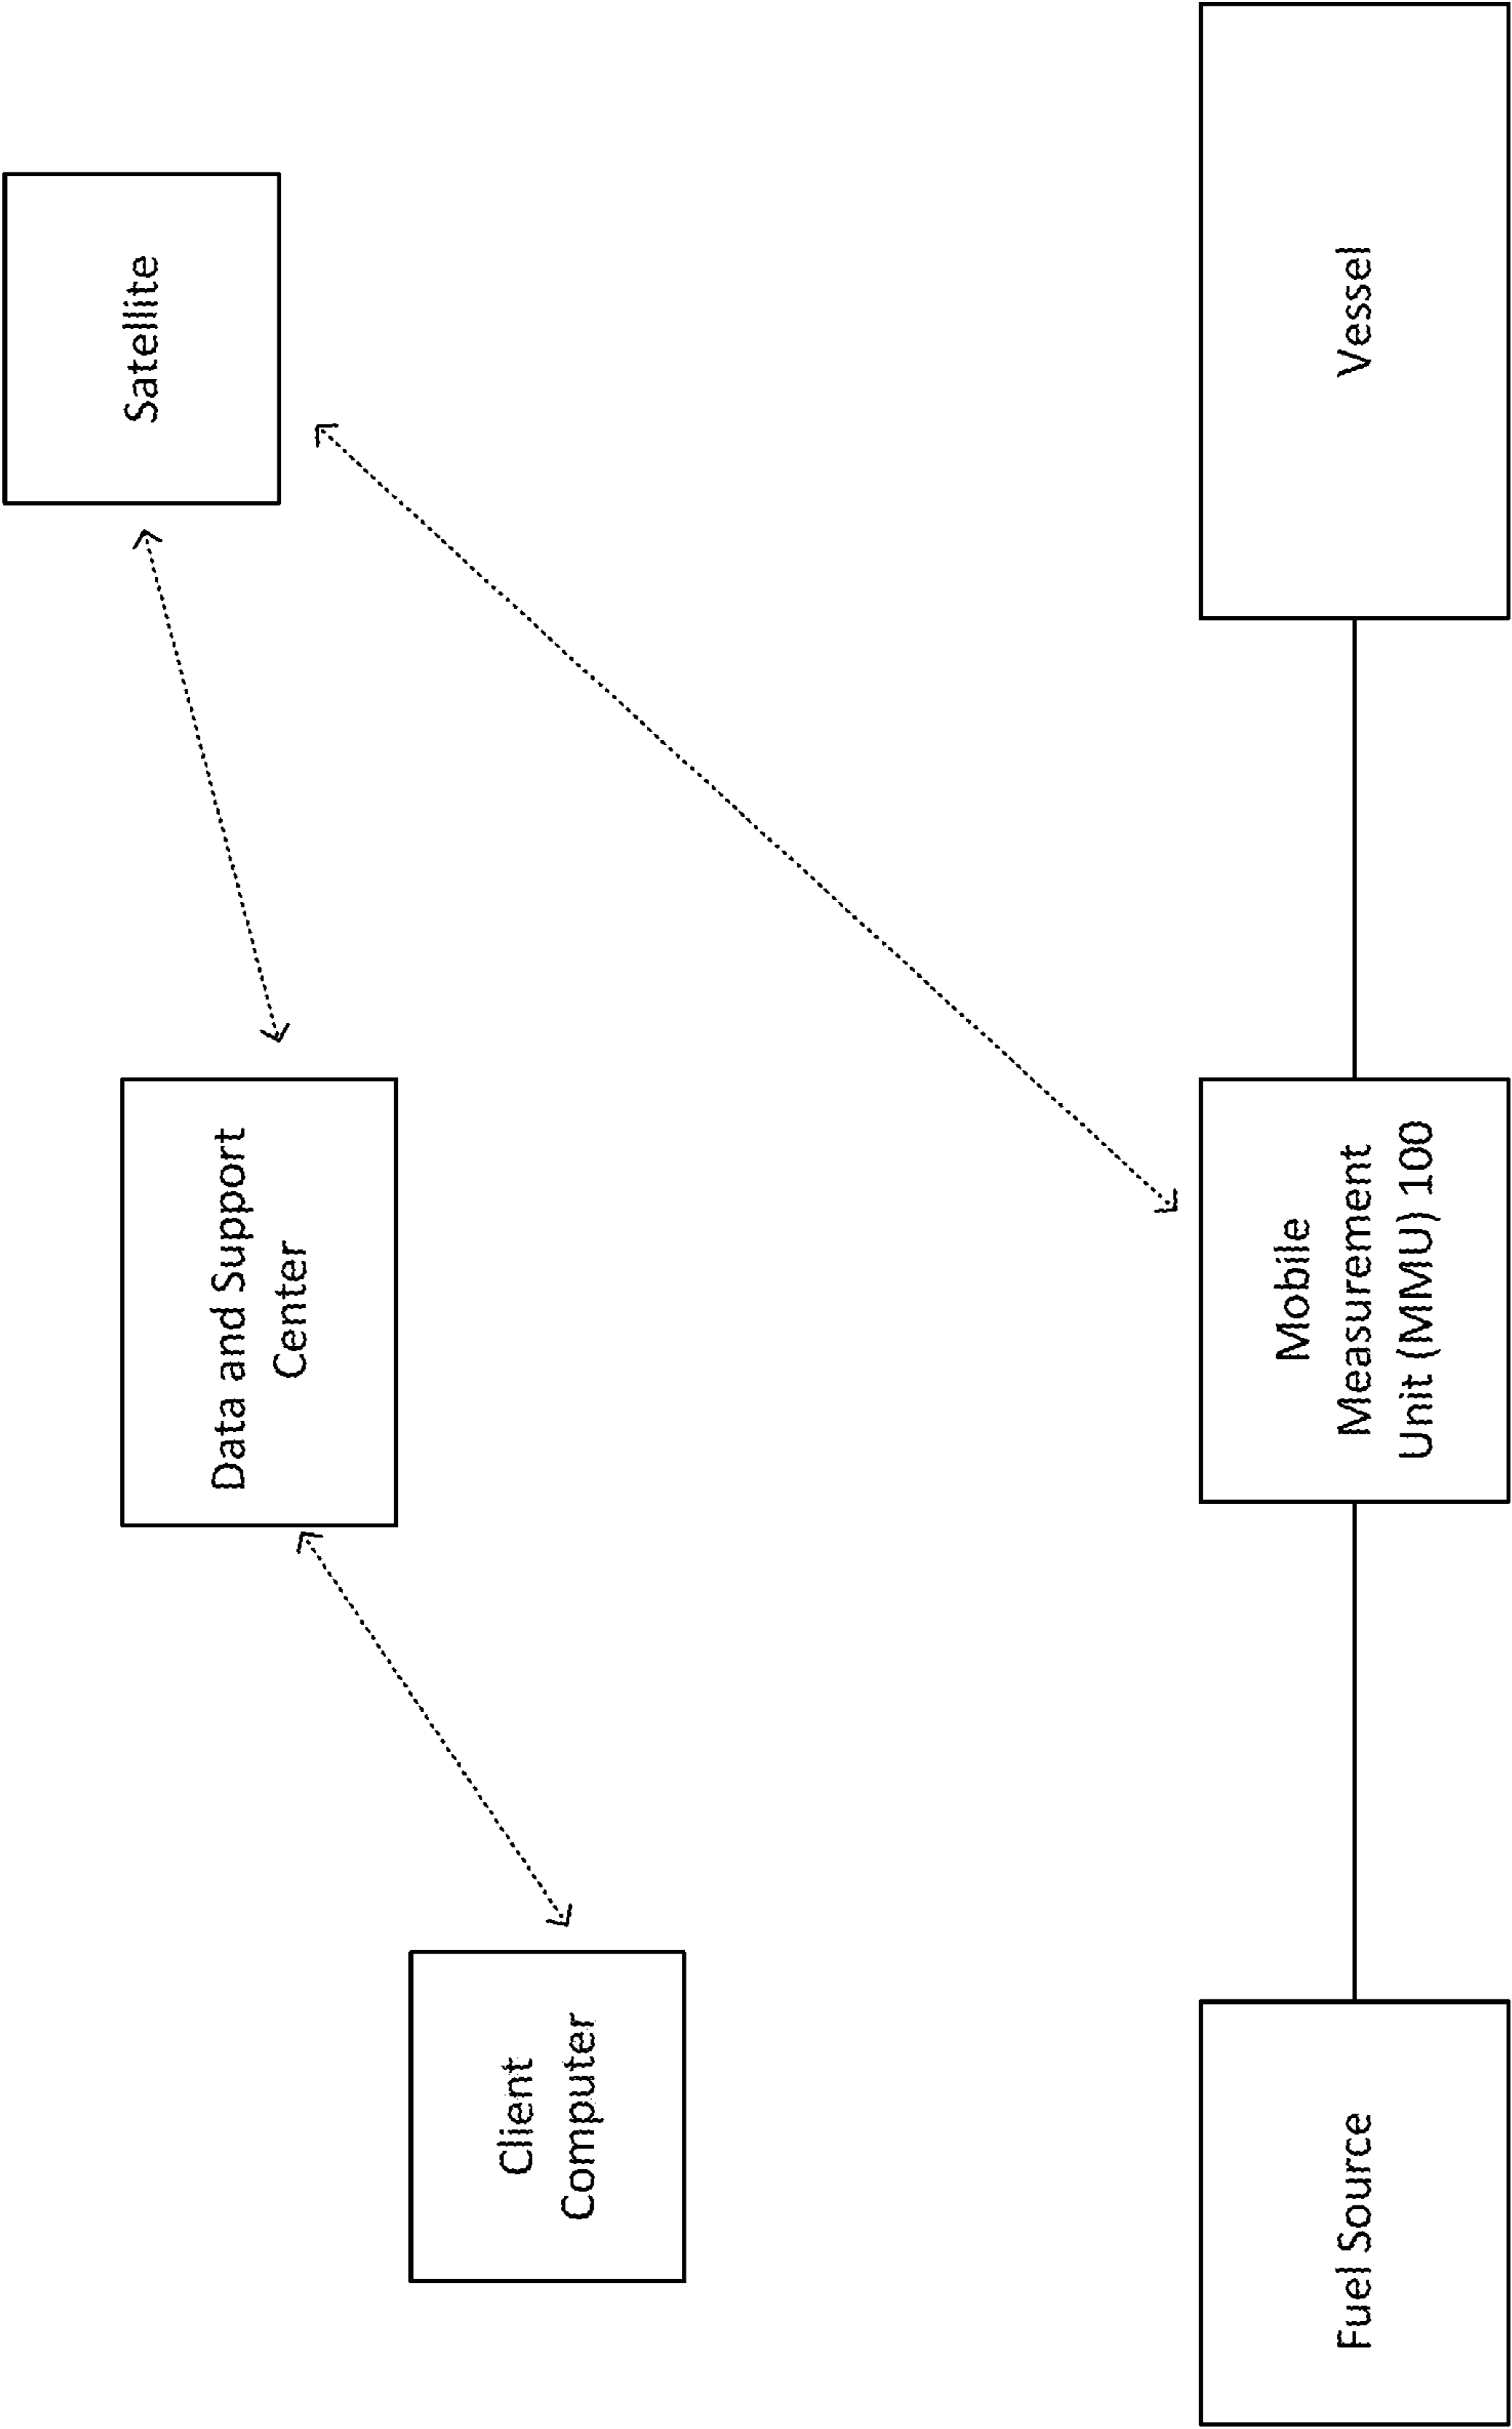 Satellite
Data and Support
Center
Client
Computer
Vessel
Mobile
Measurement
Unit (MMU) 100
Fuel Source